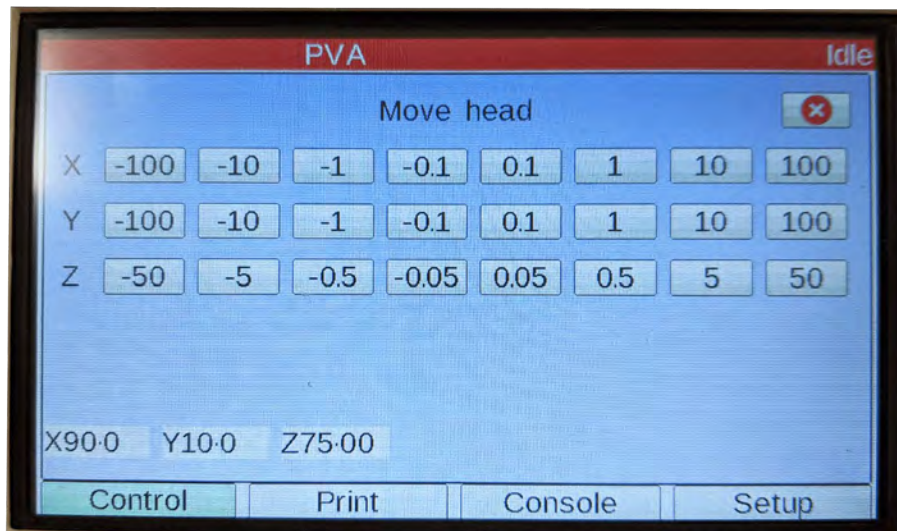 PVA Idle
Move head
X -100 -10 -1 -0.1 0.1 1 10 100
Y -100 -10 -1 -0.1 0.1 1 10 100
Z -50 -5 -0.5 -0.05 0.05 0.5 5 50
X90·0 Y10·0 Z75·00
Control Print Console Setup